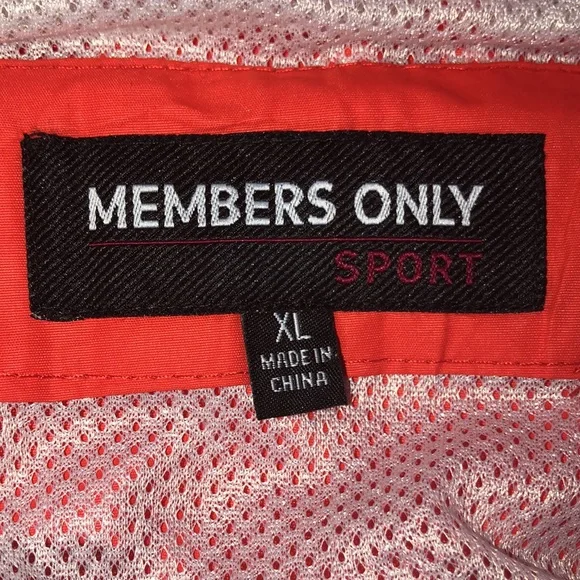 MEMBERS ONLY
SPORT
XL
MADE IN
CHINA